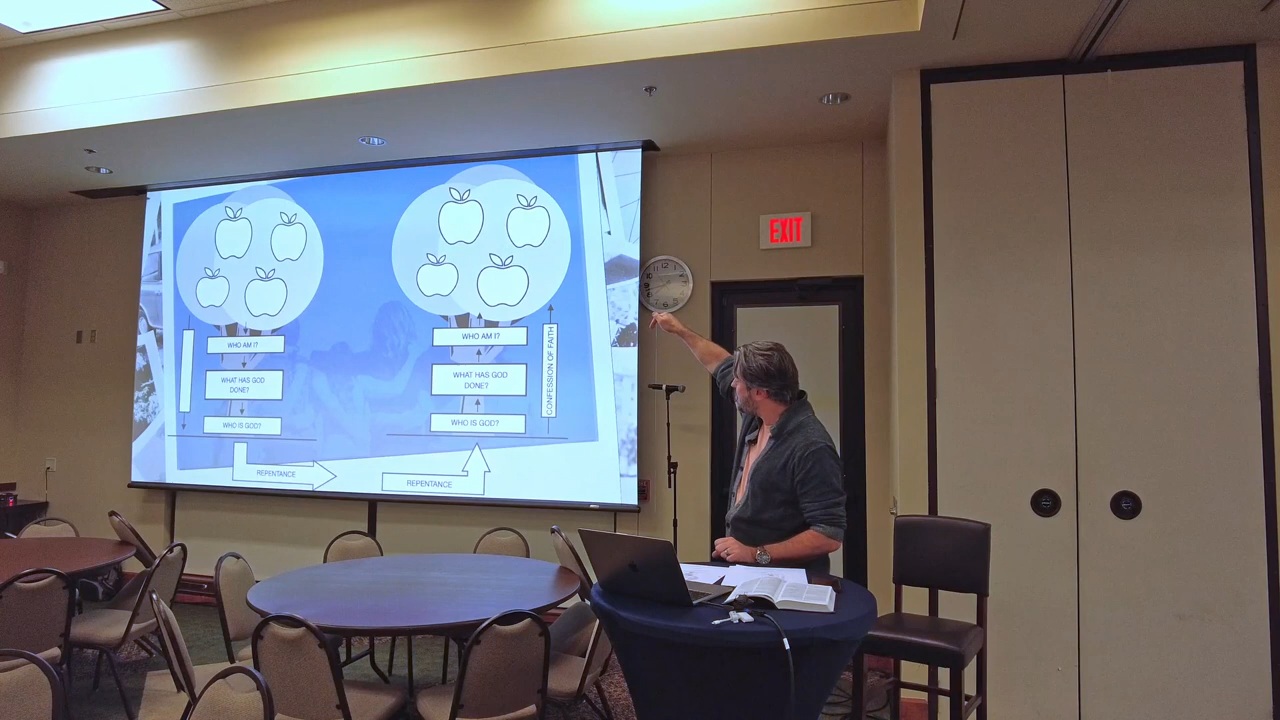 WHO AM I?
WHAT HAS GOD
DONE?
WHO IS GOD?
REPENTANCE
WHO AM I?
WHAT HAS GOD
DONE?
WHO IS GOD?
CONFESSION OF FAITH
REPENTANCE
EXIT